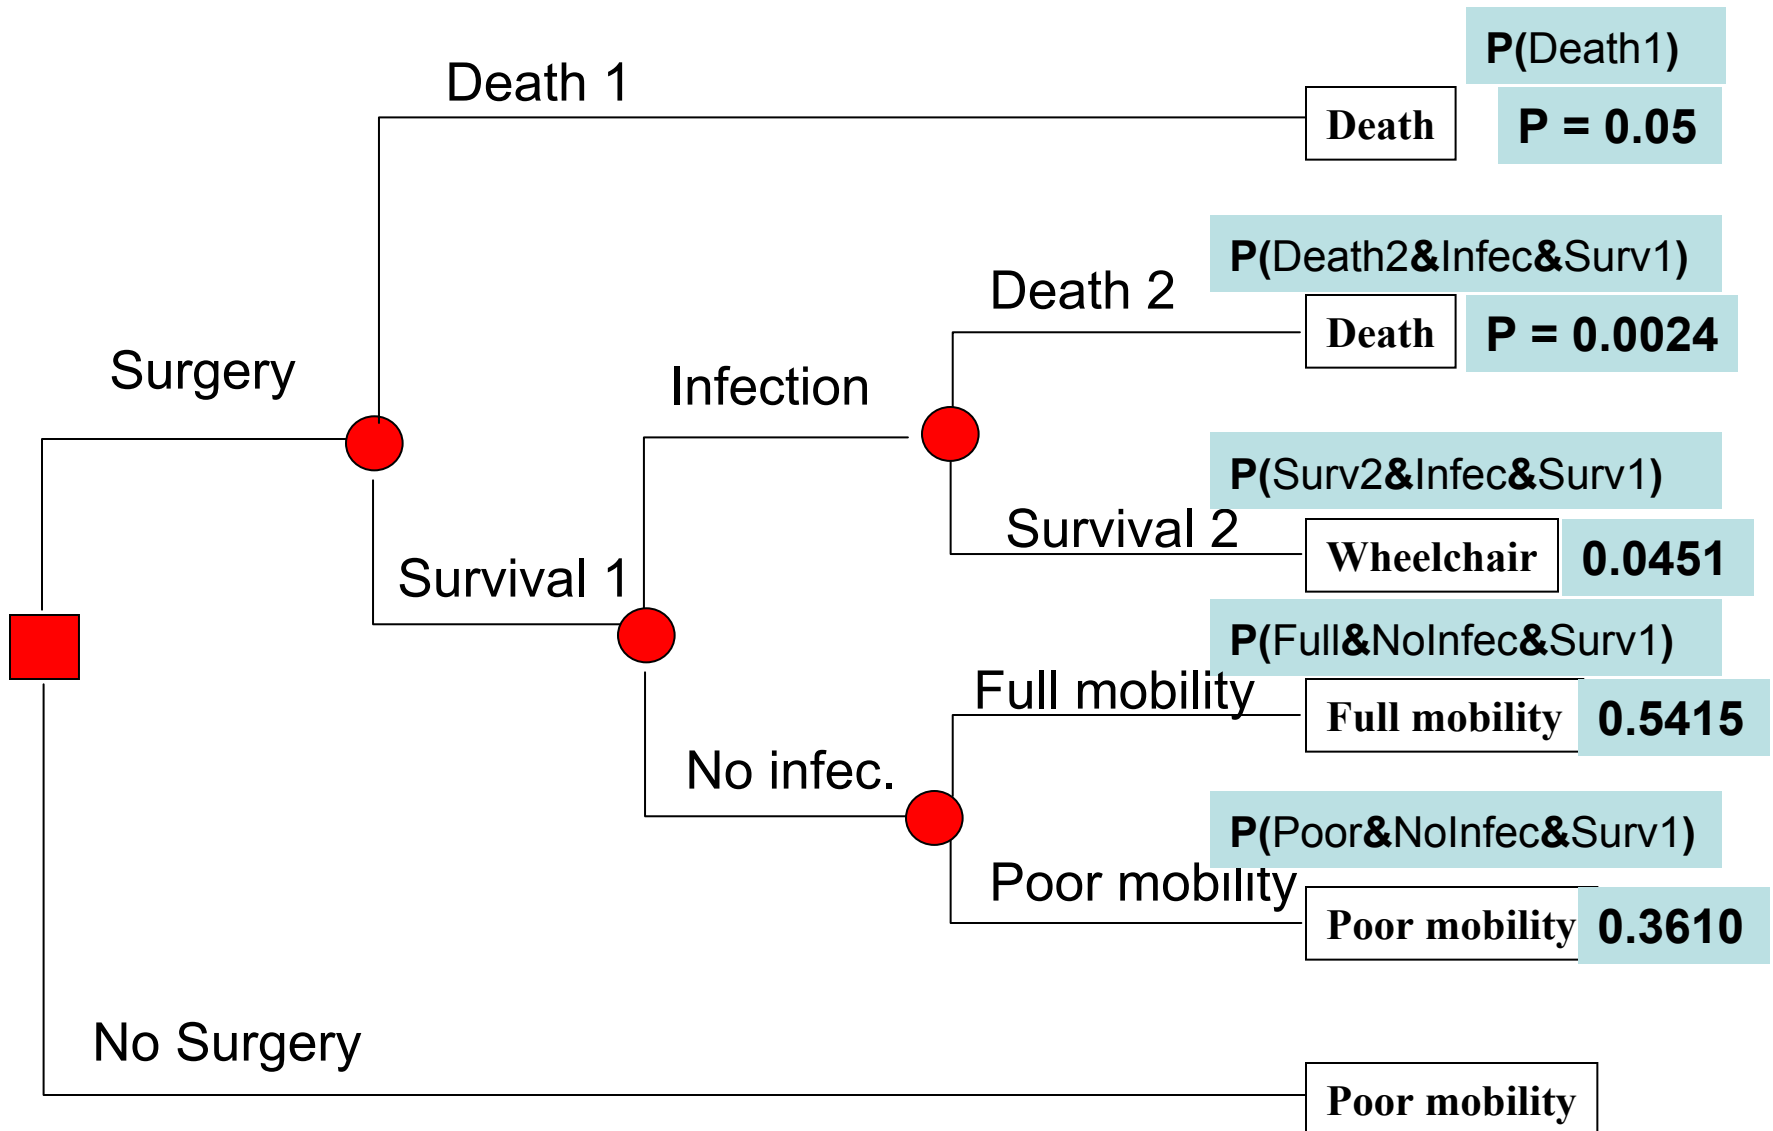 P(Death1)
Death 1
Death
P = 0.05
P(Death2&Infec&Surv1)
Death 2
Death
P = 0.0024
Surgery
Infection
P(Surv2&Infec&Surv1)
Survival 2
Wheelchair
0.0451
Survival 1
P(Full&NoInfec&Surv1)
Full mobility
Full mobility
0.5415
No infec.
P(Poor&NoInfec&Surv1)
Poor mobility
Poor mobility
0.3610
No Surgery
Poor mobility